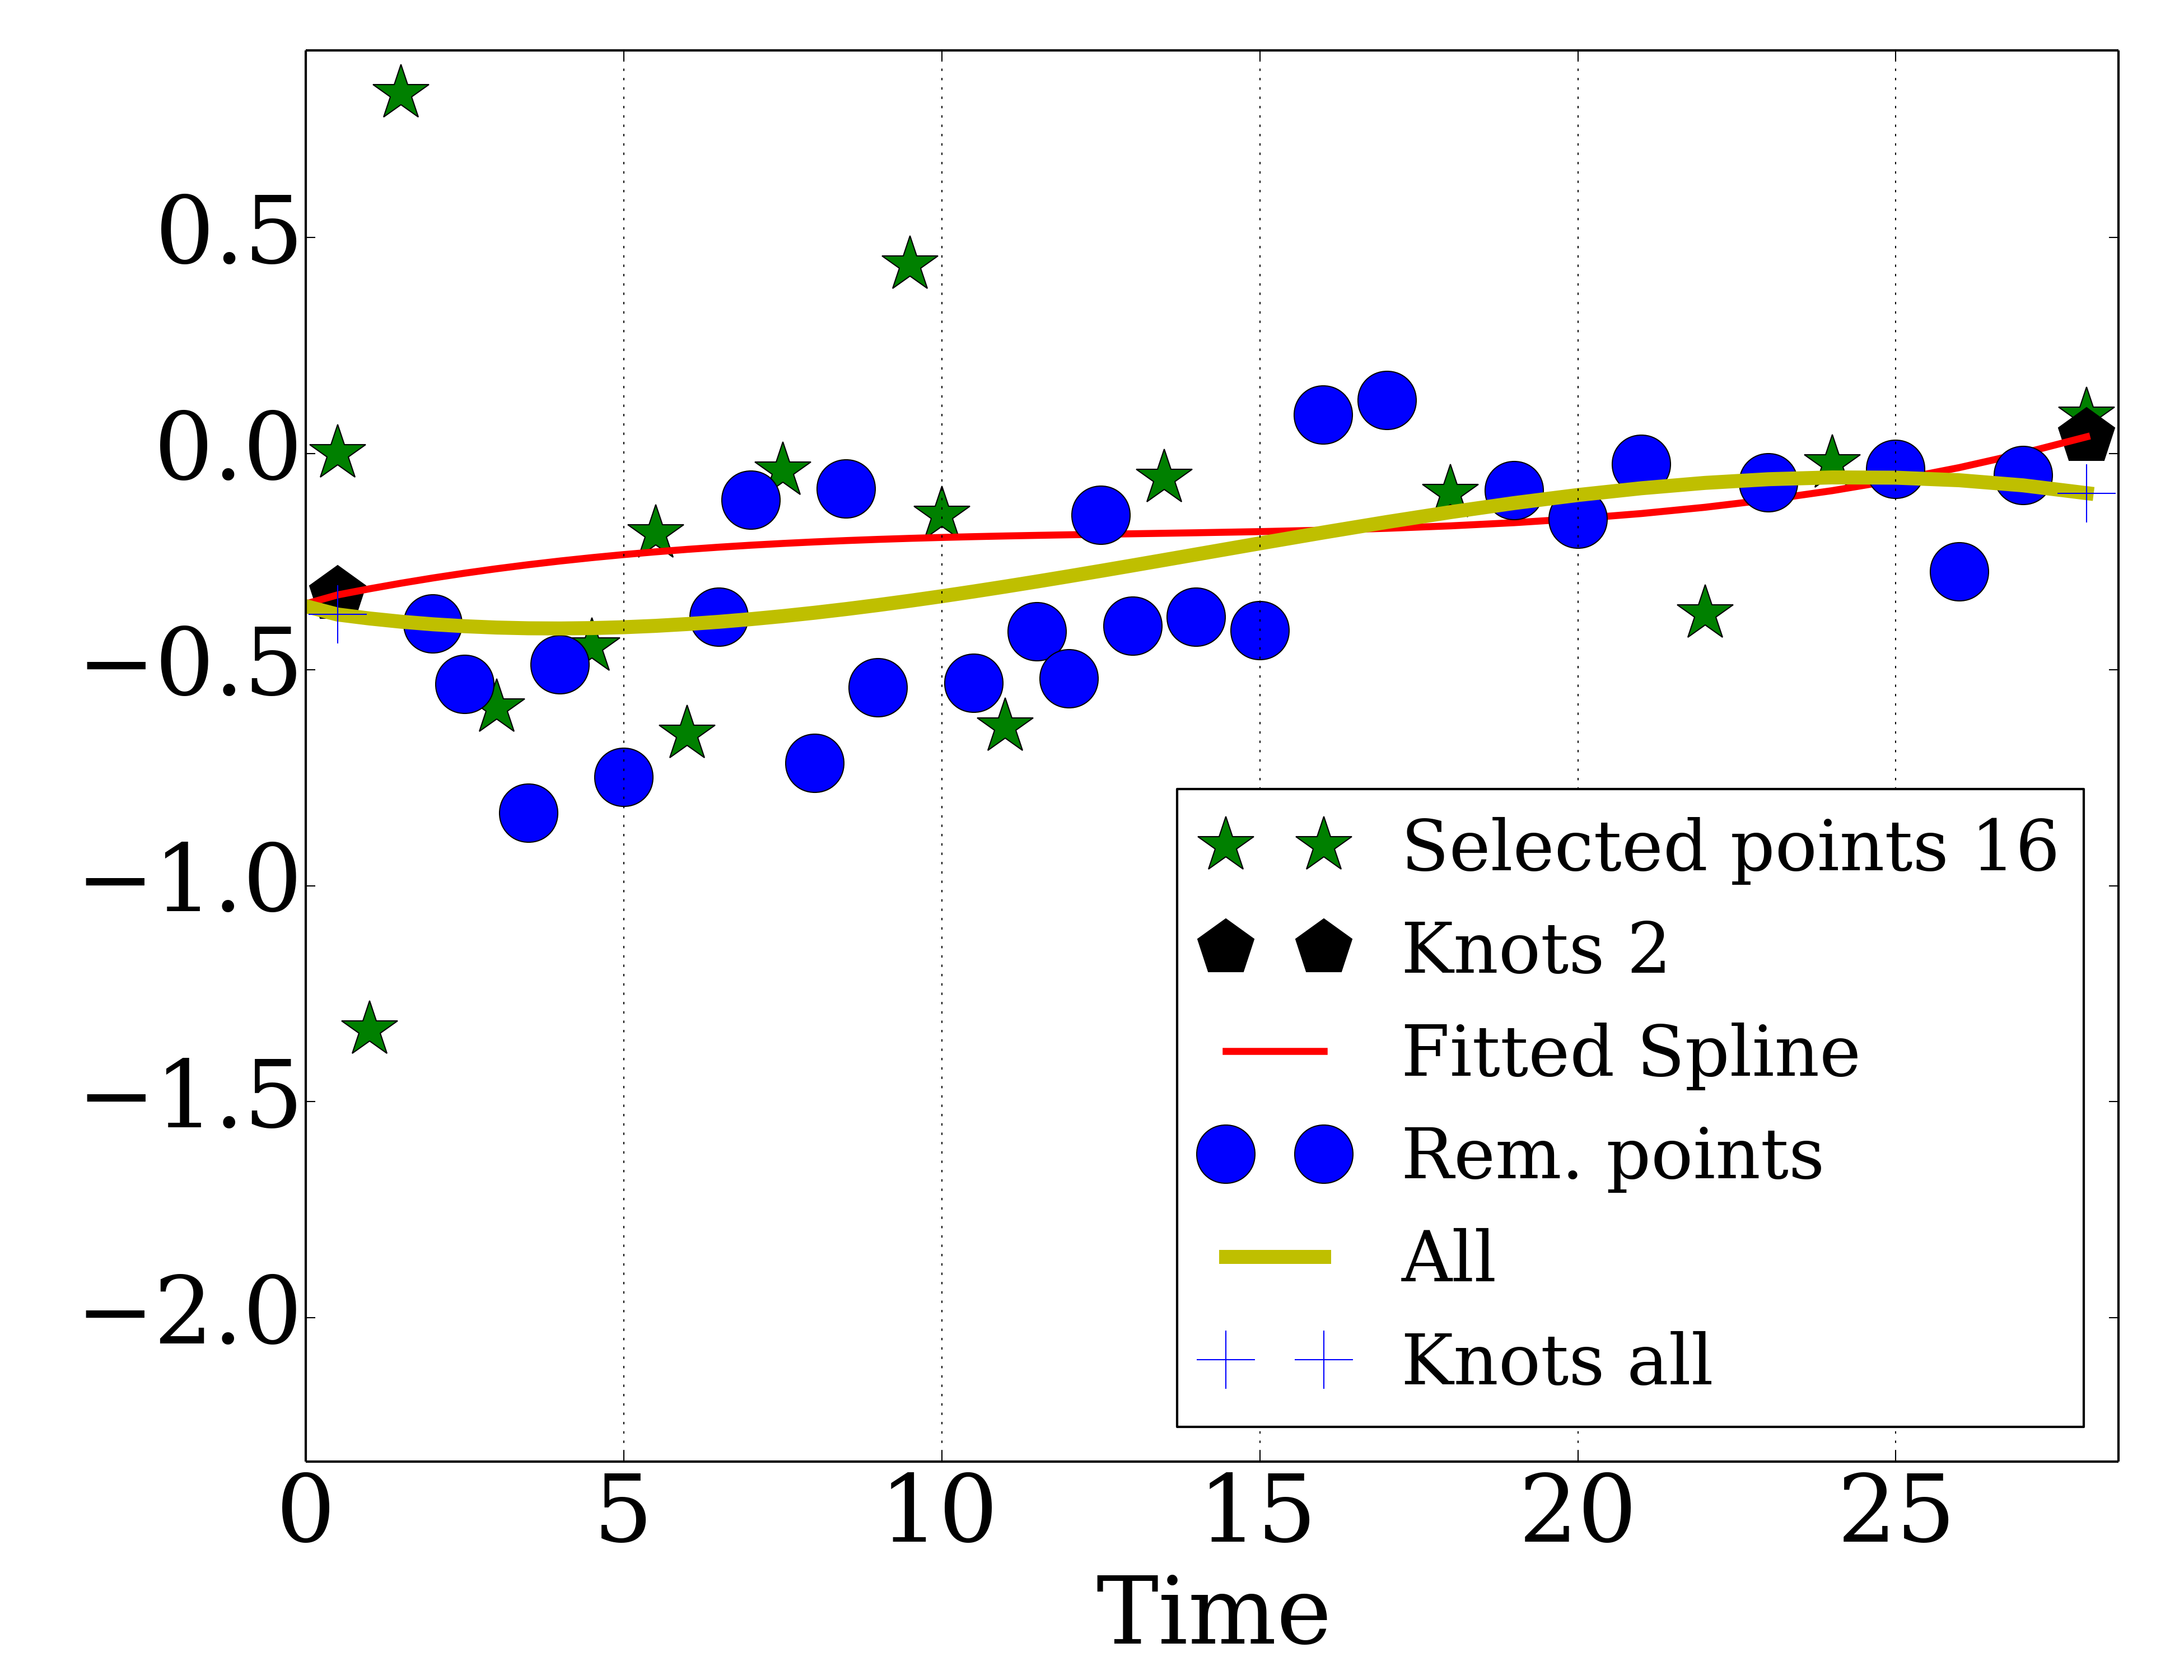 0.5
0.0
−0.5
−1.0
−1.5
−2.0
Selected points 16
Knots 2
Fitted Spline
Rem. points
All
Knots all
0 5 10 15 20 25
Time